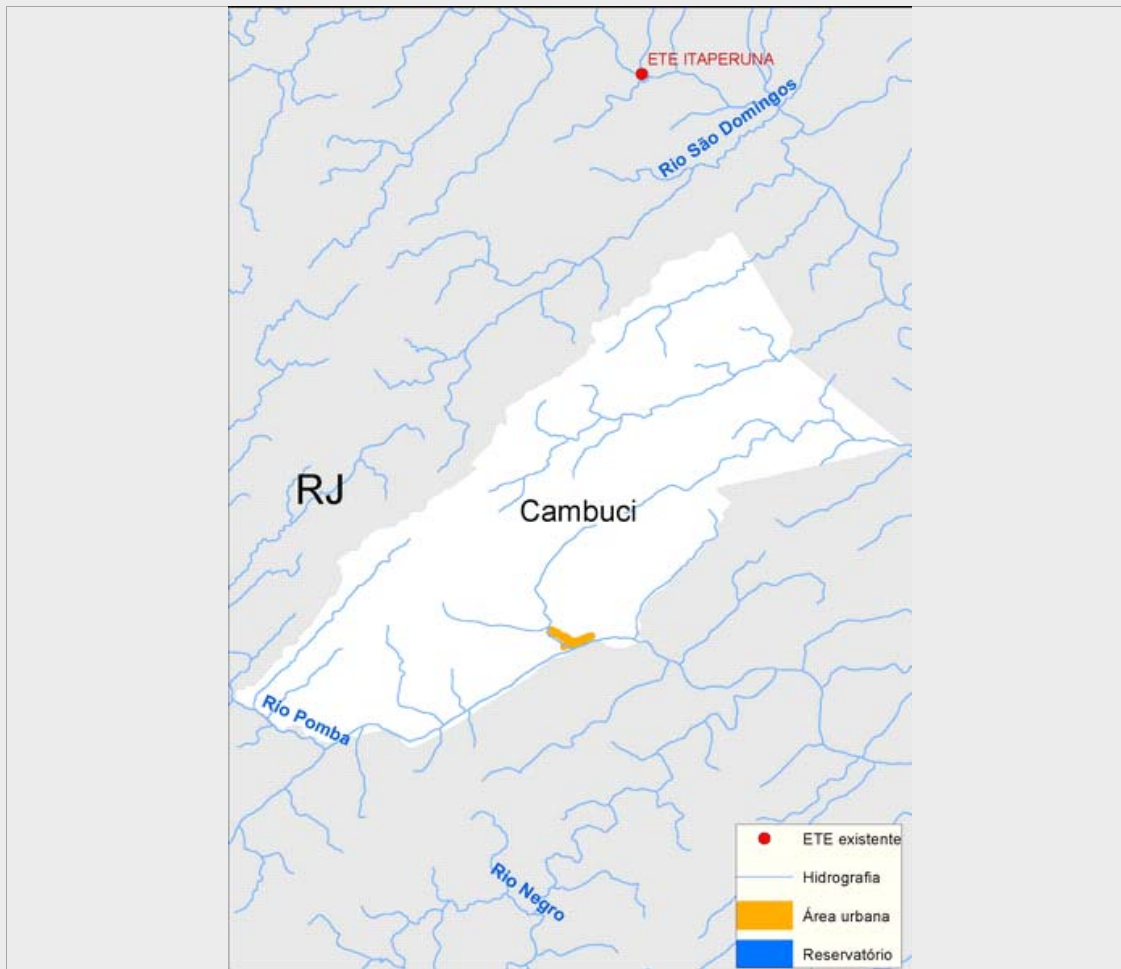 ETE ITAPERUNA
Rio São Domingos
RJ
Cambuci
Rio Pomba
Rio Negro
ETE existente
Hidrografia
Área urbana
Reservatório